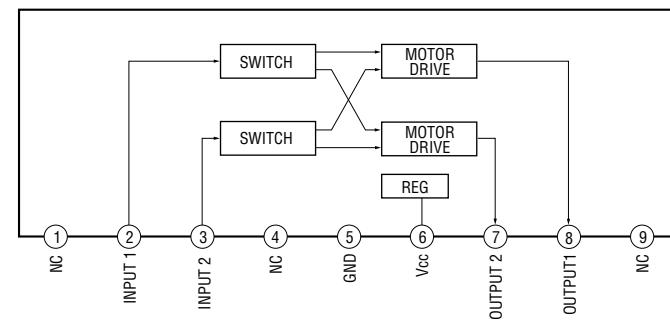 SWITCH
MOTOR
DRIVE
SWITCH
MOTOR
DRIVE
REG
1
2
3
4
5
6
7
8
9
NC
INPUT 1
INPUT 2
NC
GND
Vcc
OUTPUT 2
OUTPUT1
NC